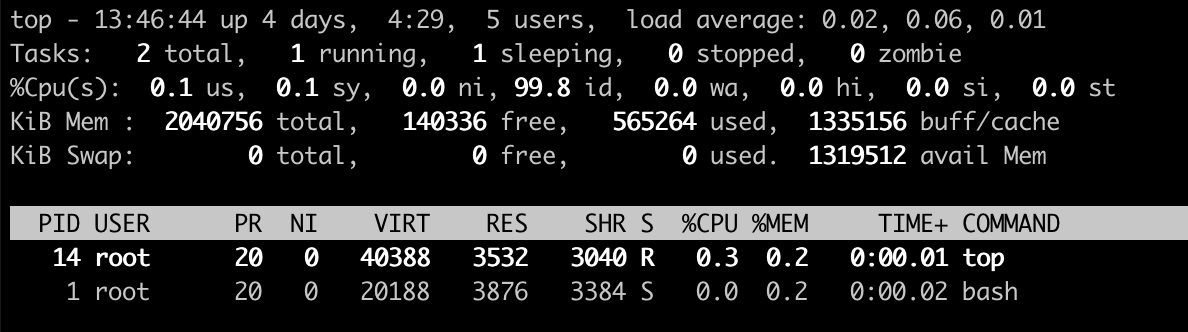 top - 13:46:44 up 4 days,  4:29,  5 users,  load average: 0.02, 0.06, 0.01
Tasks:   2 total,   1 running,   1 sleeping,   0 stopped,   0 zombie
%Cpu(s):  0.1 us,  0.1 sy,  0.0 ni, 99.8 id,  0.0 wa,  0.0 hi,  0.0 si,  0.0 st
KiB Mem :  2040756 total,   140336 free,   565264 used,  1335156 buff/cache
KiB Swap:        0 total,        0 free,        0 used.  1319512 avail Mem
  PID USER      PR  NI    VIRT    RES    SHR S  %CPU %MEM     TIME+ COMMAND
   14 root      20   0   40388   3532   3040 R   0.3  0.2   0:00.01 top
    1 root      20   0   20188   3876   3384 S   0.0  0.2   0:00.02 bash